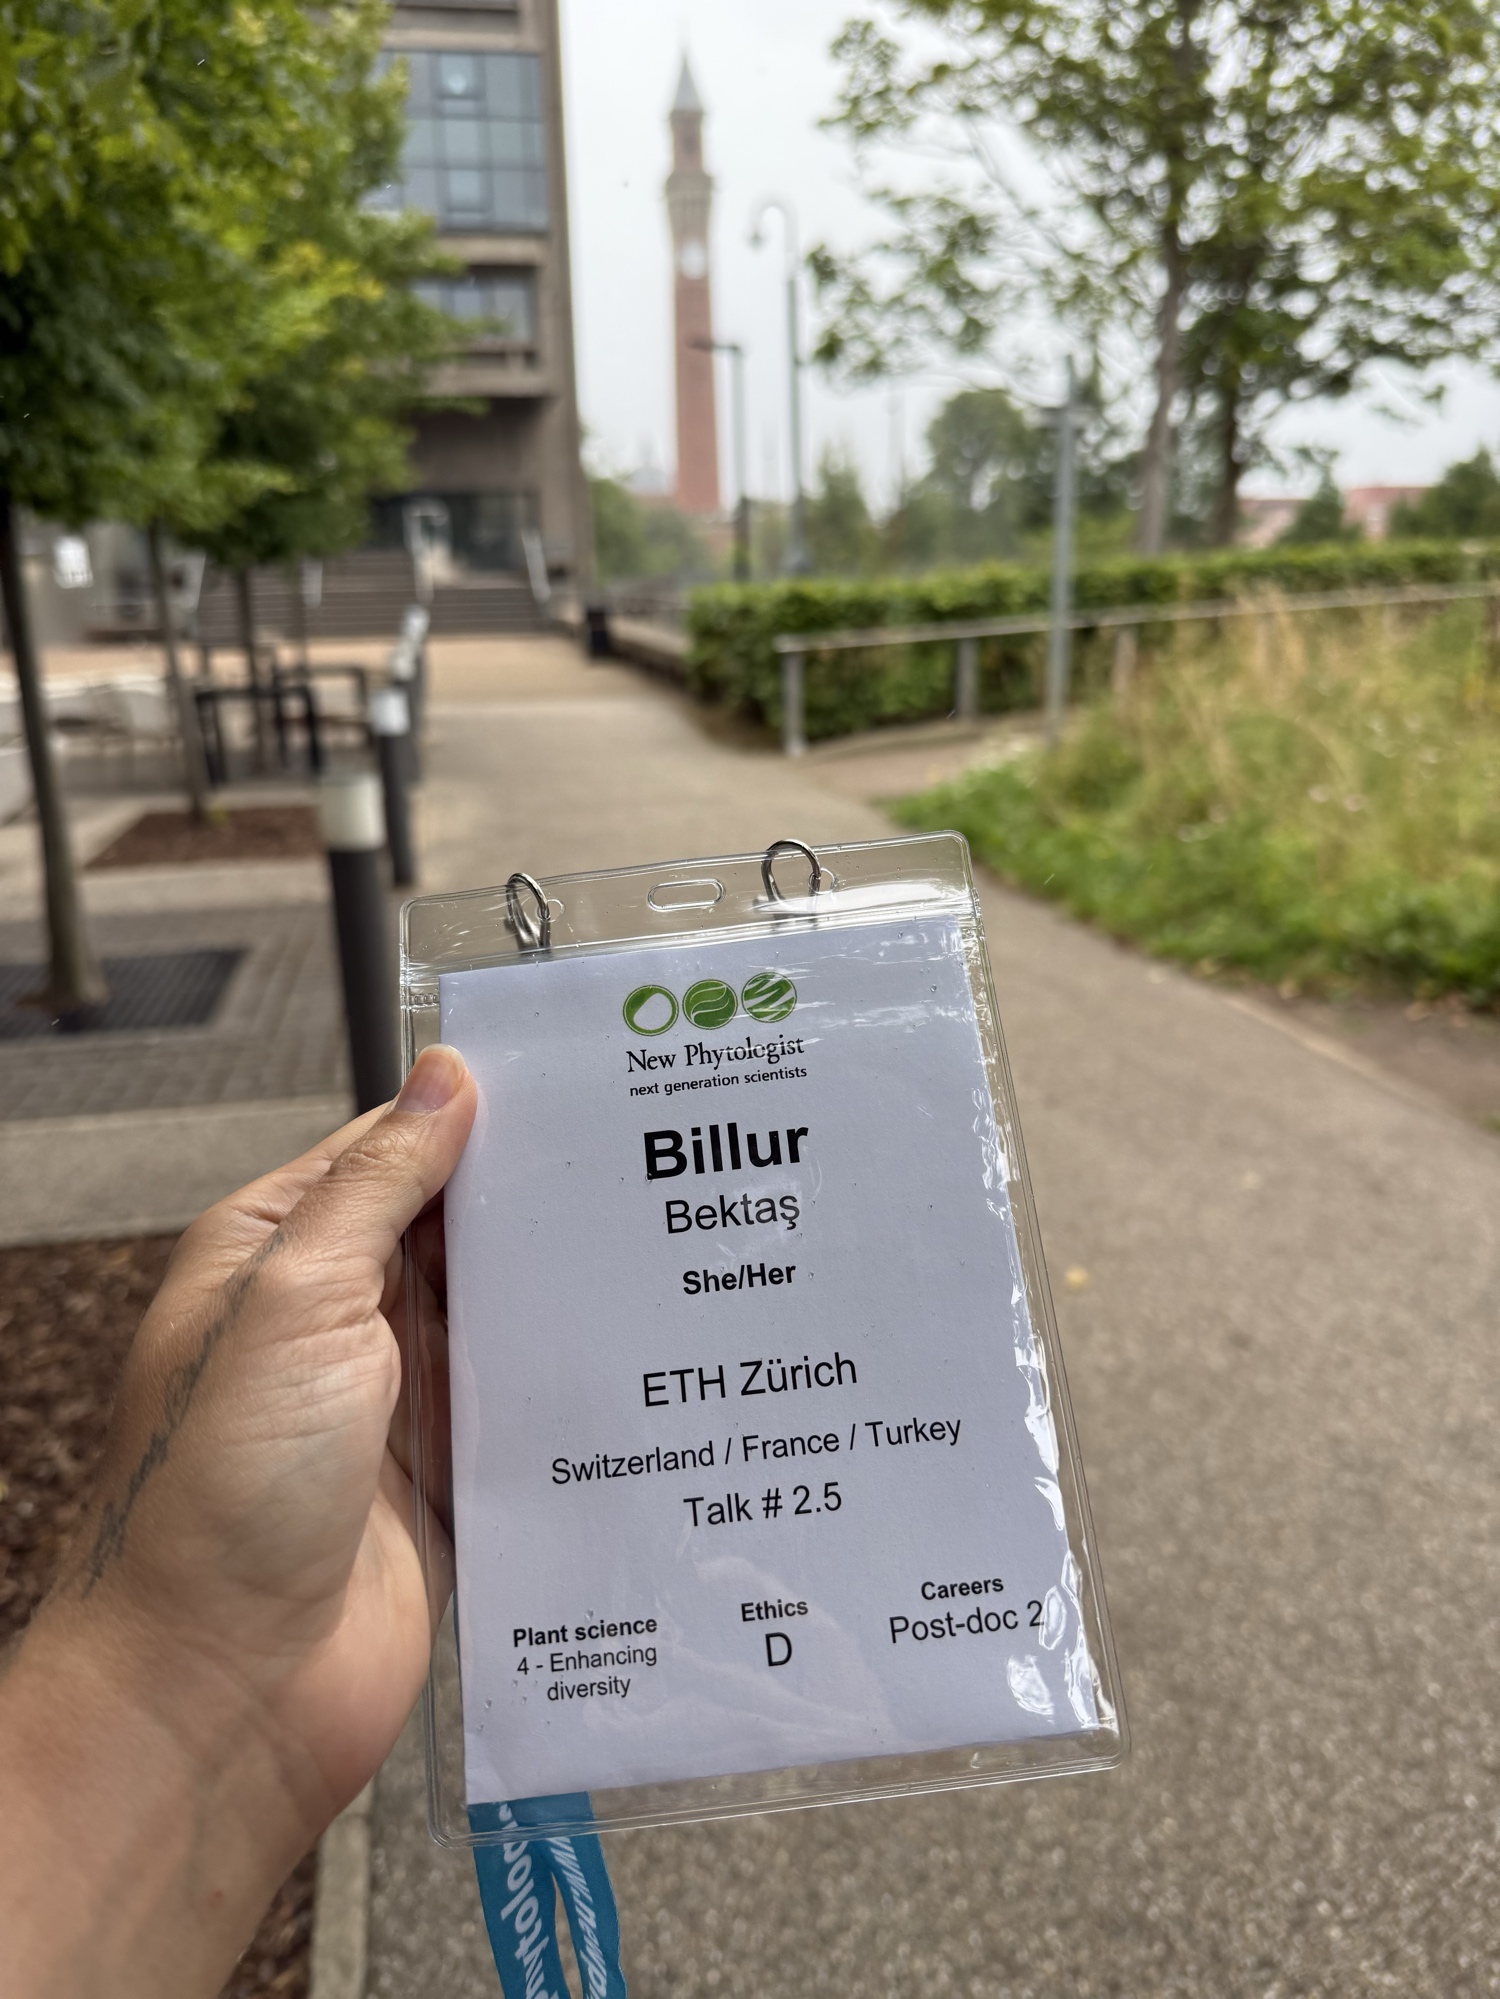 New Phytologist
next generation scientists
Billur
Bektaş
She/Her
ETH Zürich
Switzerland / France / Turkey
Talk # 2.5
Plant science
4 - Enhancing
diversity
Ethics
D
Careers
Post-doc 2